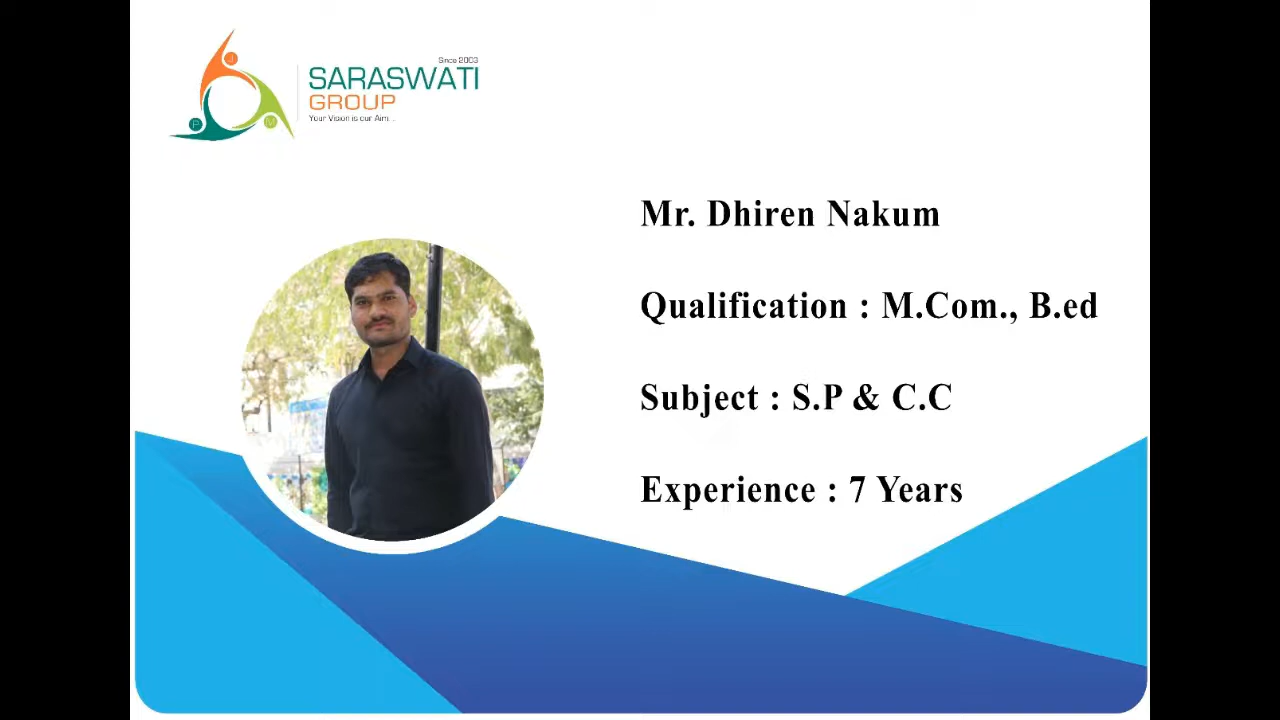 Since 2003
SARASWATI
GROUP
Your Vision is our Aim...
J
P
M
Mr. Dhiren Nakum
Qualification : M.Com., B.ed
Subject : S.P & C.C
Experience : 7 Years